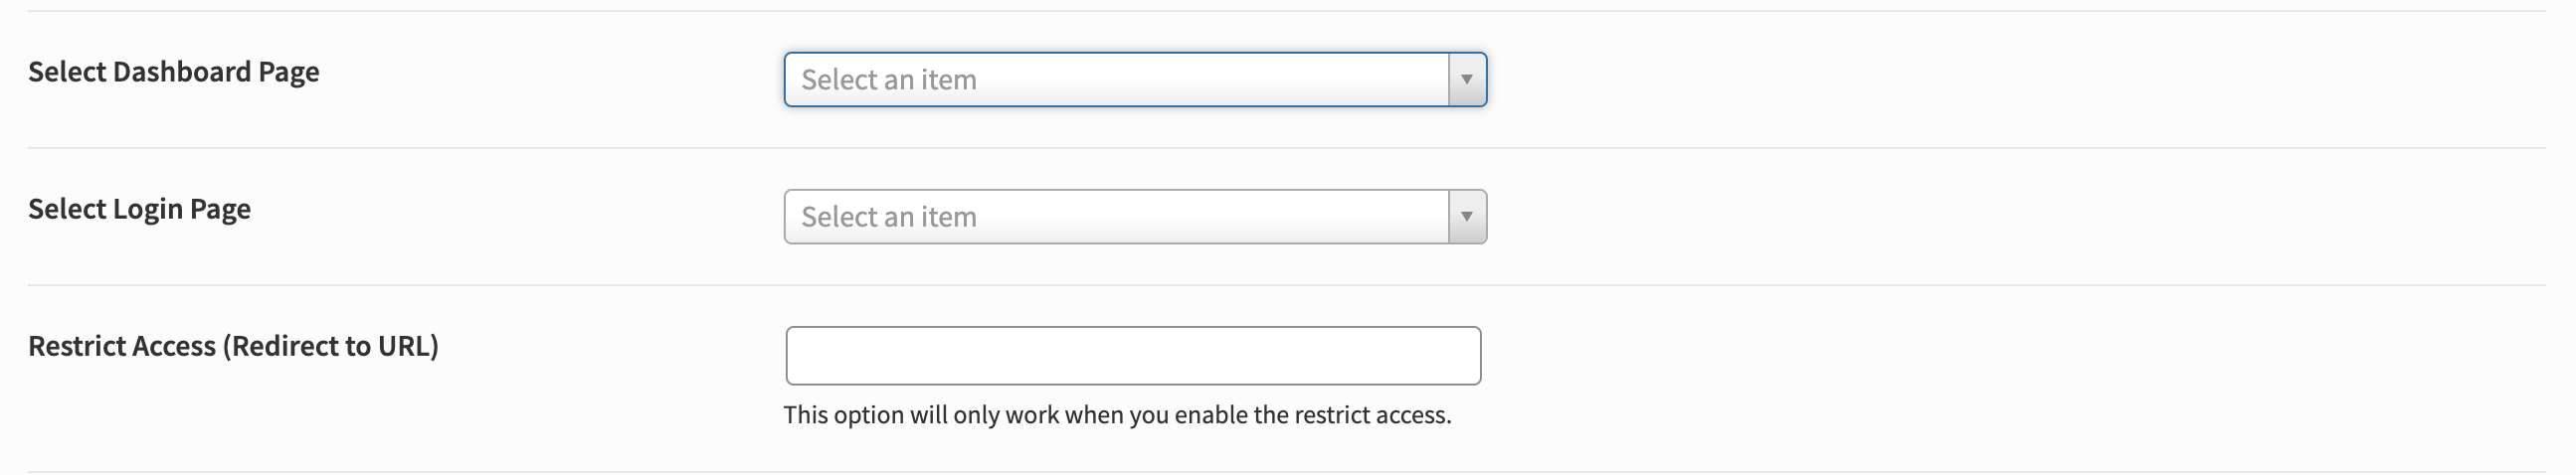 Select Dashboard Page
Select an item
Select Login Page
Select an item
Restrict Access (Redirect to URL)
This option will only work when you enable the restrict access.